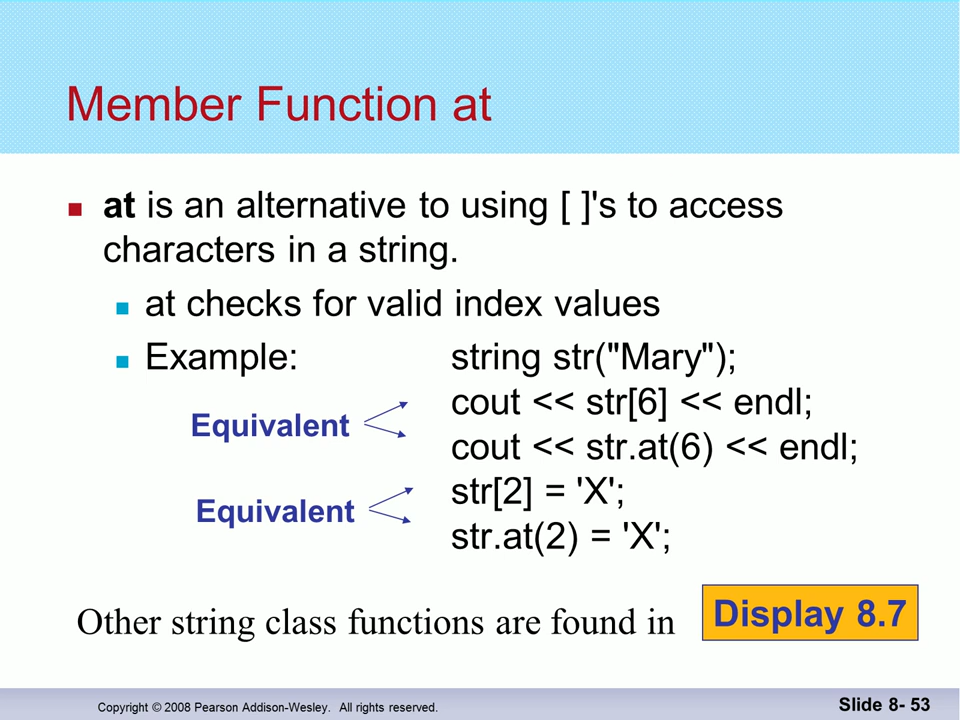 Member Function at
at is an alternative to using [ ]'s to access
characters in a string.
at checks for valid index values
Example: string str("Mary");
cout << str[6] << endl;
Equivalent
cout << str.at(6) << endl;
str[2] = 'X';
Equivalent
str.at(2) = 'X';
Other string class functions are found in Display 8.7
Copyright © 2008 Pearson Addison-Wesley. All rights reserved. Slide 8- 53